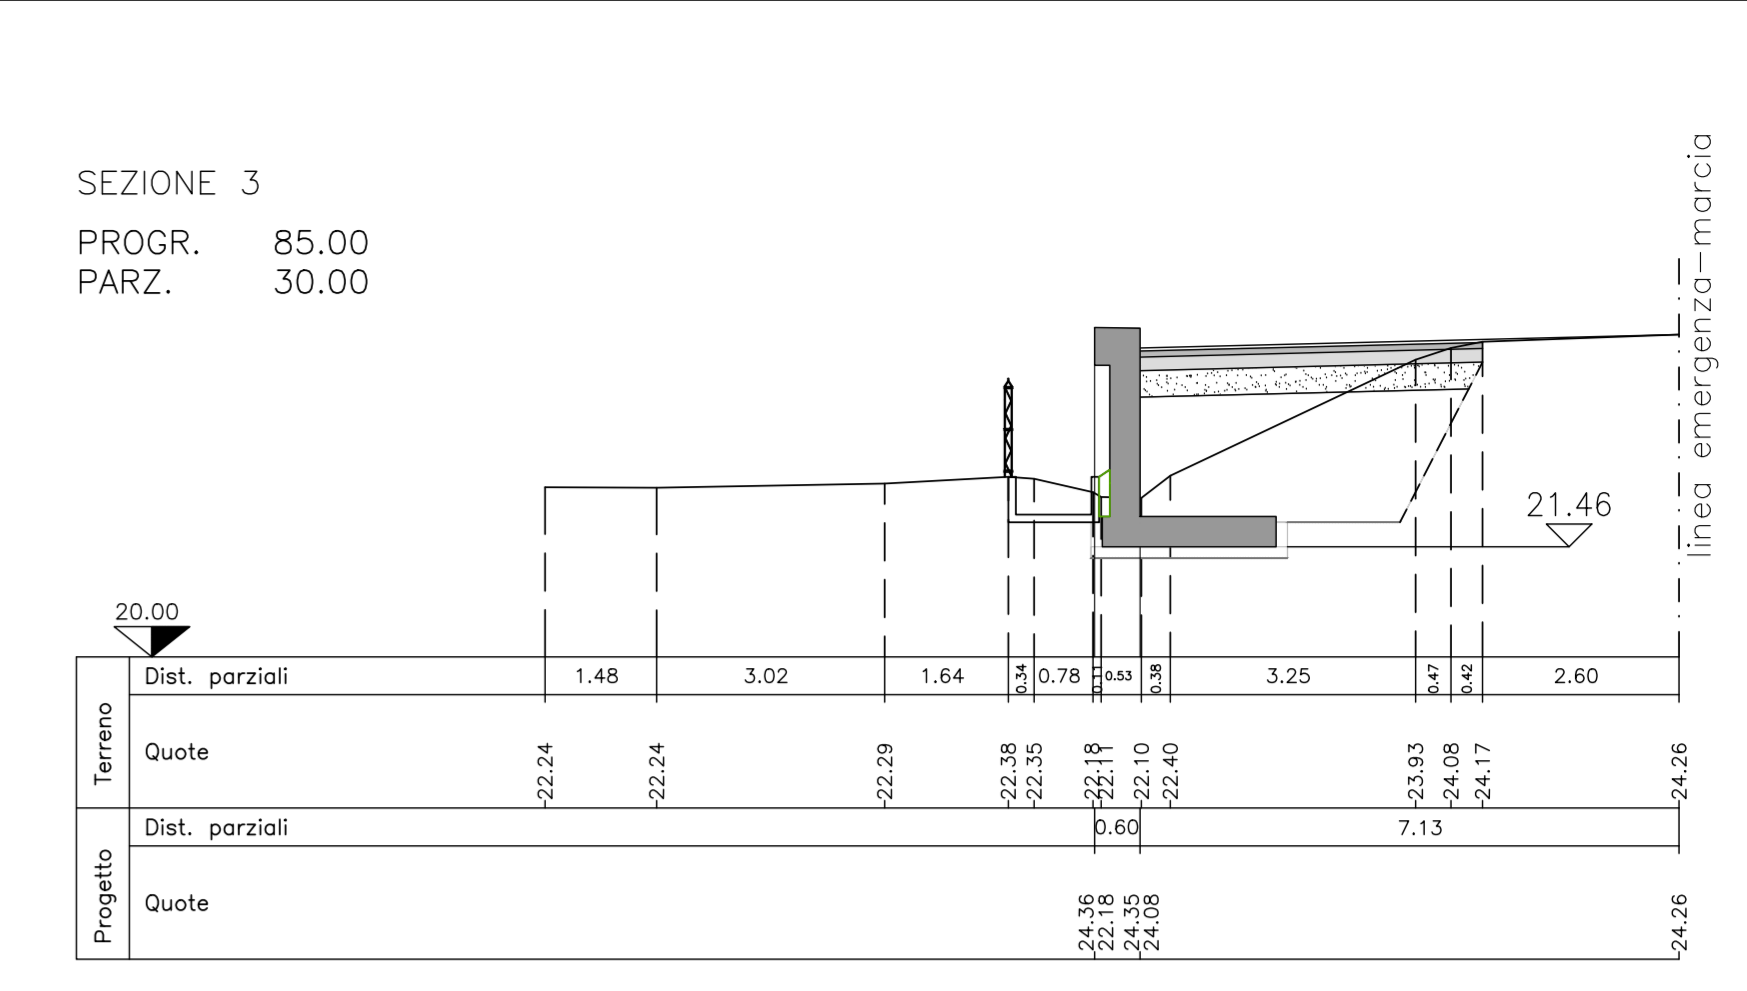 SEZIONE 3
PROGR. 85.00
PARZ. 30.00
linea emergenza-marcia
21.46
20.00
Terreno
Dist. parziali 1.48 3.02 1.64 0.34 0.78 0.11 0.53 0.38 3.25 0.47 0.42 2.60
Quote 22.24 22.24 22.29 22.38 22.35 22.18 22.11 22.10 22.40 23.93 24.08 24.17 24.26
Progetto
Dist. parziali 0.60 7.13
Quote 24.36 22.18 24.35 24.08 24.26